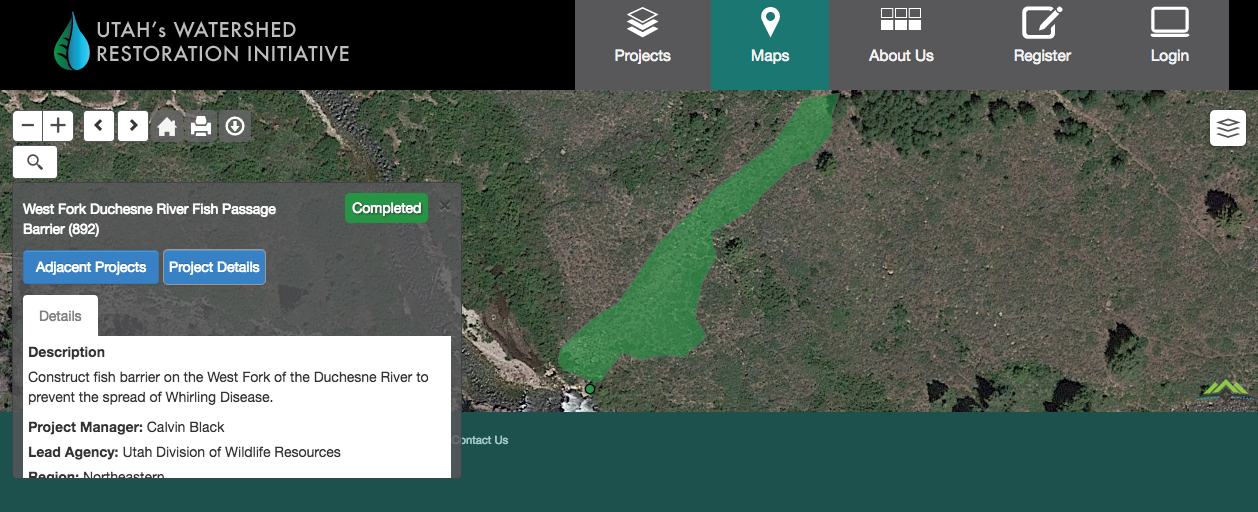 UTAH's WATERSHED
RESTORATION INITIATIVE
Projects
Maps
About Us
Register
Login
West Fork Duchesne River Fish Passage
Barrier (892)
Completed
Adjacent Projects
Project Details
Details
Description
Construct fish barrier on the West Fork of the Duchesne River to
prevent the spread of Whirling Disease.
Project Manager: Calvin Black
Lead Agency: Utah Division of Wildlife Resources
Region: Northeastern
Contact Us